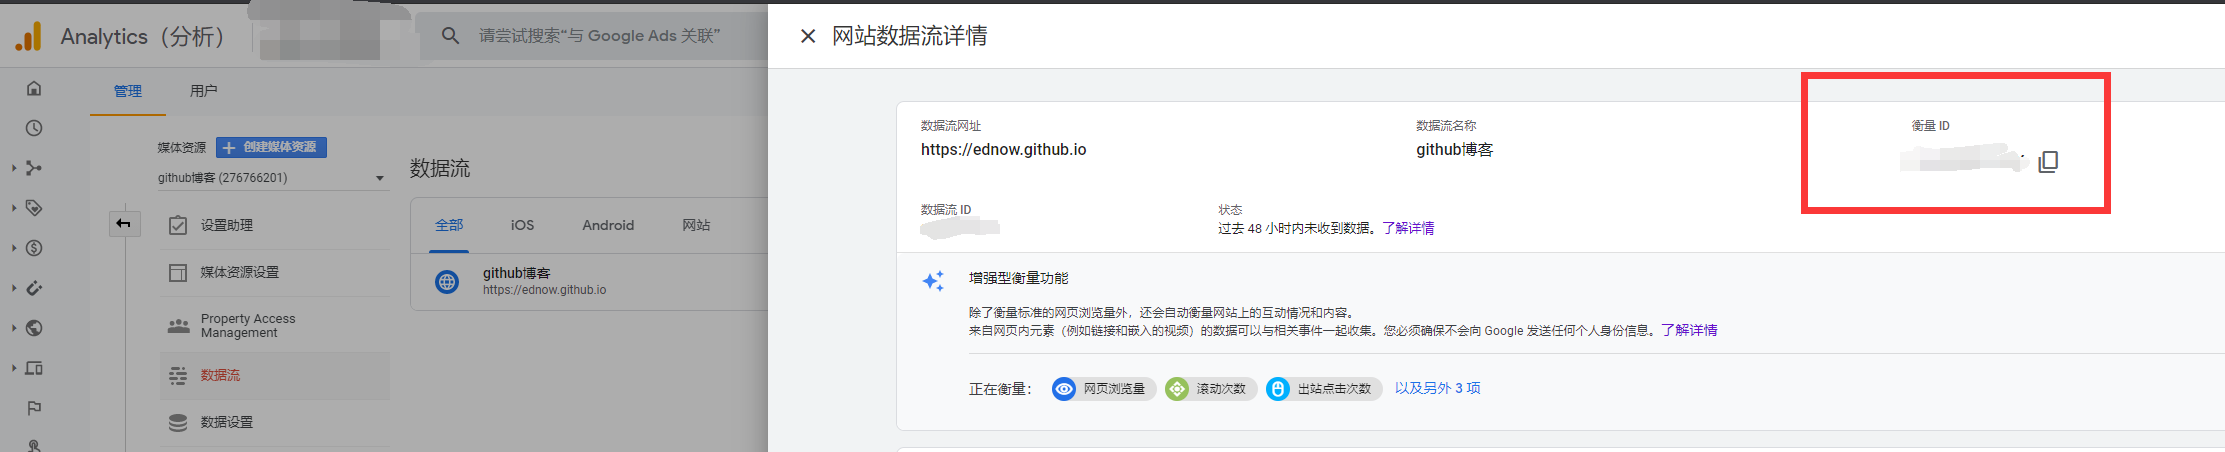 Analytics（分析）
请尝试搜索“与 Google Ads 关联”
管理
用户
媒体资源
创建媒体资源
github博客 (276766201)
设置助理
媒体资源设置
Property Access
Management
数据流
数据设置
数据流
全部
iOS
Android
网站
github博客
https://ednow.github.io
网站数据流详情
数据流网址
https://ednow.github.io
数据流名称
github博客
衡量 ID
数据流 ID
状态
过去 48 小时内未收到数据。了解详情
增强型衡量功能
除了衡量标准的网页浏览量外，还会自动衡量网站上的互动情况和内容。
来自网页内元素（例如链接和嵌入的视频）的数据可以与相关事件一起收集。您必须确保不会向 Google 发送任何个人身份信息。了解详情
正在衡量：
网页浏览量
滚动次数
出站点击次数
以及另外 3 项